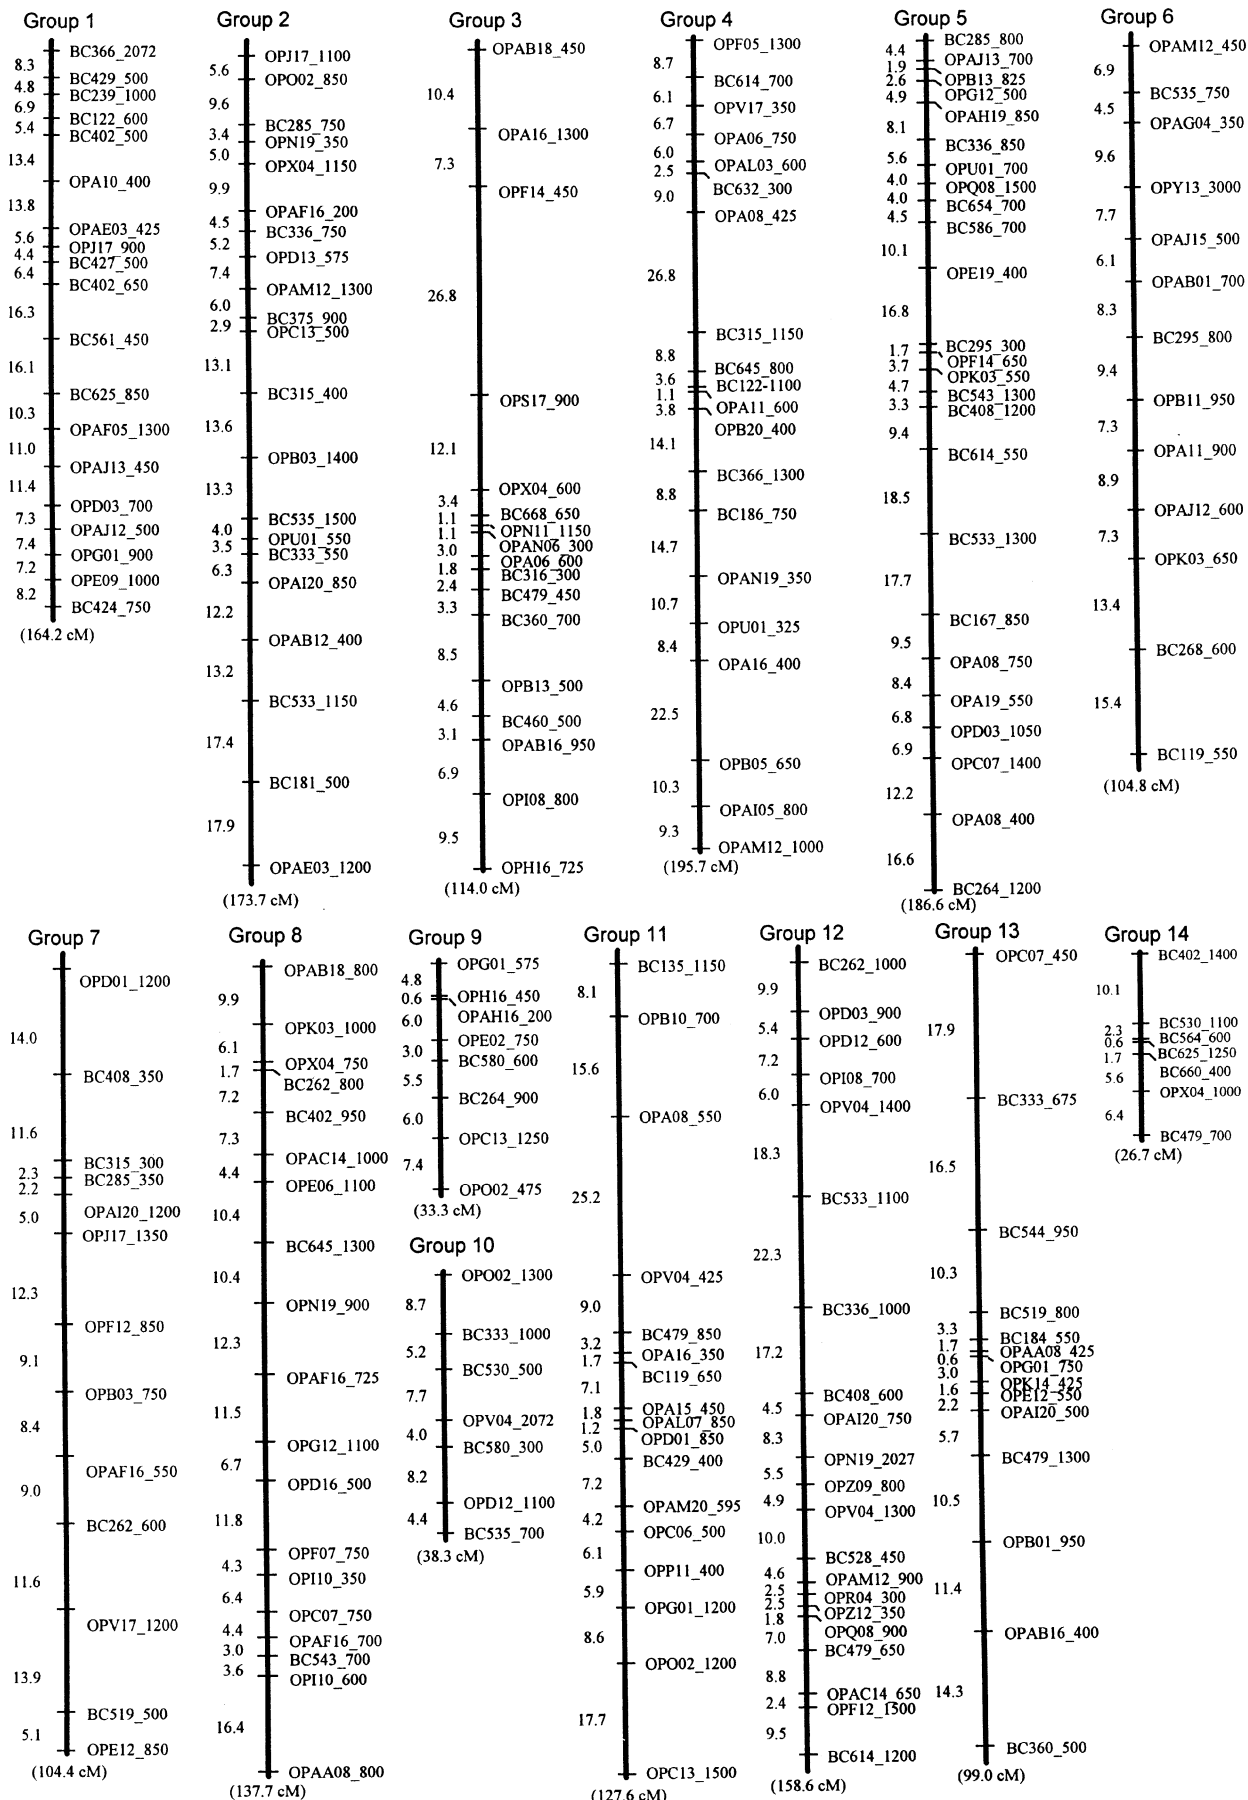 Group 1
8.3
4.8
6.9
5.4
13.4
13.8
5.6
4.4
6.4
16.3
16.1
10.3
11.0
11.4
7.3
7.4
7.2
8.2
BC366_2072
BC429_500
BC239_1000
BC122_600
BC402_500
OPA10_400
OPAE03_425
OPJ17_900
BC427_500
BC402_650
BC561_450
BC625_850
OPAF05_1300
OPAJ13_450
OPD03_700
OPAJ12_500
OPG01_900
OPE09_1000
BC424_750
(164.2 cM)
Group 2
5.6
9.6
3.4
5.0
9.9
4.5
5.2
7.4
6.0
2.9
13.1
13.6
13.3
4.0
3.5
6.3
12.2
13.2
17.4
17.9
OPJ17_1100
OPO02_850
BC285_750
OPN19_350
OPX04_1150
OPAF16_200
BC336_750
OPD13_575
OPAM12_1300
BC375_900
OPC13_500
BC315_400
OPB03_1400
BC535_1500
OPU01_550
BC333_550
OPAI20_850
OPAB12_400
BC533_1150
BC181_500
OPAE03_1200
(173.7 cM)
Group 3
10.4
7.3
26.8
12.1
3.4
1.1
1.1
3.0
1.8
2.4
3.3
8.5
4.6
3.1
6.9
9.5
OPAB18_450
OPA16_1300
OPF14_450
OPS17_900
OPX04_600
BC668_650
OPN11_1150
OPAN06_300
OPA06_600
BC316_300
BC479_450
BC360_700
OPB13_500
BC460_500
OPAB16_950
OPI08_800
OPH16_725
(114.0 cM)
Group 4
8.7
6.1
6.7
6.0
2.5
9.0
26.8
8.8
3.6
1.1
3.8
14.1
8.8
14.7
10.7
8.4
22.5
10.3
9.3
OPF05_1300
BC614_700
OPV17_350
OPA06_750
OPAL03_600
BC632_300
OPA08_425
BC315_1150
BC645_800
BC122-1100
OPA11_600
OPB20_400
BC366_1300
BC186_750
OPAN19_350
OPU01_325
OPA16_400
OPB05_650
OPAI05_800
OPAM12_1000
(195.7 cM)
Group 5
4.4
1.9
2.6
4.9
8.1
5.6
4.0
4.0
4.5
10.1
16.8
1.7
3.7
4.7
3.3
9.4
18.5
17.7
9.5
8.4
6.8
6.9
12.2
16.6
BC285_800
OPAJ13_700
OPB13_825
OPG12_500
OPAH19_850
BC336_850
OPU01_700
OPQ08_1500
BC654_700
BC586_700
OPE19_400
BC295_300
OPF14_650
OPK03_550
BC543_1300
BC408_1200
BC614_550
BC533_1300
BC167_850
OPA08_750
OPA19_550
OPD03_1050
OPC07_1400
OPA08_400
BC264_1200
(186.6 cM)
Group 6
6.9
4.5
9.6
7.7
6.1
8.3
9.4
7.3
8.9
7.3
13.4
15.4
OPAM12_450
BC535_750
OPAG04_350
OPY13_3000
OPAJ15_500
OPAB01_700
BC295_800
OPB11_950
OPA11_900
OPAJ12_600
OPK03_650
BC268_600
BC119_550
(104.8 cM)
Group 7
14.0
11.6
2.3
2.2
5.0
12.3
9.1
8.4
9.0
11.6
13.9
5.1
OPD01_1200
BC408_350
BC315_300
BC285_350
OPAI20_1200
OPJ17_1350
OPF12_850
OPB03_750
OPAF16_550
BC262_600
OPV17_1200
BC519_500
OPE12_850
(104.4 cM)
Group 8
9.9
6.1
1.7
7.2
7.3
4.4
10.4
10.4
12.3
11.5
6.7
11.8
4.3
6.4
4.4
3.0
3.6
16.4
OPAB18_800
OPK03_1000
OPX04_750
BC262_800
BC402_950
OPAC14_1000
OPE06_1100
BC645_1300
OPN19_900
OPAF16_725
OPG12_1100
OPD16_500
OPF07_750
OPI10_350
OPC07_750
OPAF16_700
BC543_700
OPI10_600
OPAA08_800
(137.7 cM)
Group 9
4.8
0.6
6.0
3.0
5.5
6.0
7.4
OPG01_575
OPH16_450
OPAH16_200
OPE02_750
BC580_600
BC264_900
OPC13_1250
OPO02_475
(33.3 cM)
Group 10
8.7
5.2
7.7
4.0
8.2
4.4
OPO02_1300
BC333_1000
BC530_500
OPV04_2072
BC580_300
OPD12_1100
BC535_700
(38.3 cM)
Group 11
8.1
15.6
25.2
9.0
3.2
1.7
7.1
1.8
1.2
5.0
7.2
4.2
6.1
5.9
8.6
17.7
BC135_1150
OPB10_700
OPA08_550
OPV04_425
BC479_850
OPA16_350
BC119_650
OPA15_450
OPAL07_850
OPD01_850
BC429_400
OPAM20_595
OPC06_500
OPP11_400
OPG01_1200
OPO02_1200
OPC13_1500
(127.6 cM)
Group 12
9.9
5.4
7.2
6.0
18.3
22.3
17.2
4.5
8.3
5.5
4.9
10.0
4.6
2.5
2.5
1.8
7.0
8.8
2.4
9.5
BC262_1000
OPD03_900
OPD12_600
OPI08_700
OPV04_1400
BC533_1100
BC336_1000
BC408_600
OPAI20_750
OPN19_2027
OPZ09_800
OPV04_1300
BC528_450
OPAM12_900
OPR04_300
OPZ12_350
OPQ08_900
BC479_650
OPAC14_650
OPF12_1500
BC614_1200
(158.6 cM)
Group 13
17.9
16.5
10.3
3.3
1.7
0.6
3.0
1.6
2.2
5.7
10.5
11.4
14.3
OPC07_450
BC333_675
BC544_950
BC519_800
BC184_550
OPAA08_425
OPG01_750
OPK14_425
OPE12_550
OPAI20_500
BC479_1300
OPB01_950
OPAB16_400
BC360_500
(99.0 cM)
Group 14
10.1
2.3
0.6
1.7
5.6
6.4
BC402_1400
BC530_1100
BC564_600
BC625_1250
BC660_400
OPX04_1000
BC479_700
(26.7 cM)